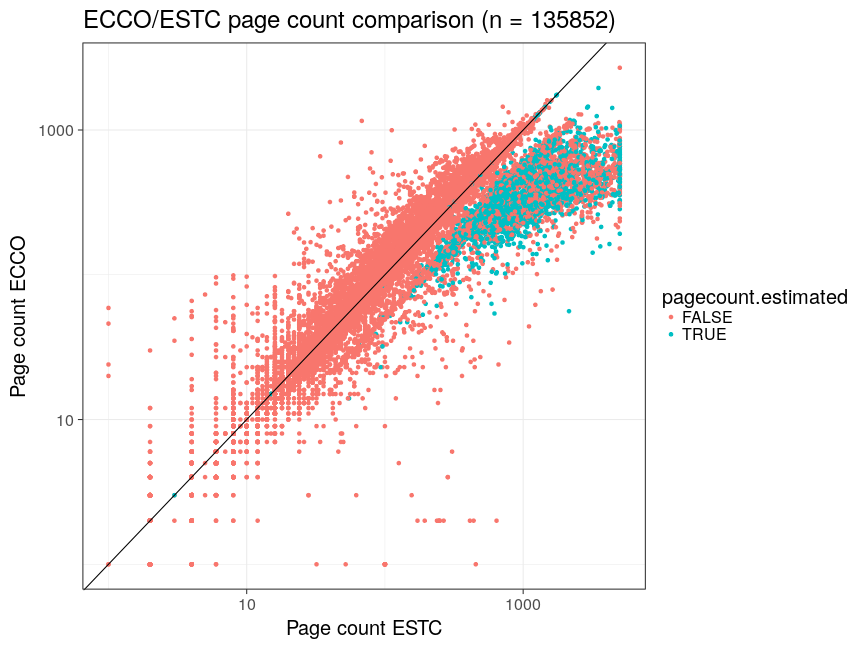 ECCO/ESTC page count comparison (n = 135852)
Page count ECCO
1000
10
10
1000
Page count ESTC
pagecount.estimated
FALSE
TRUE